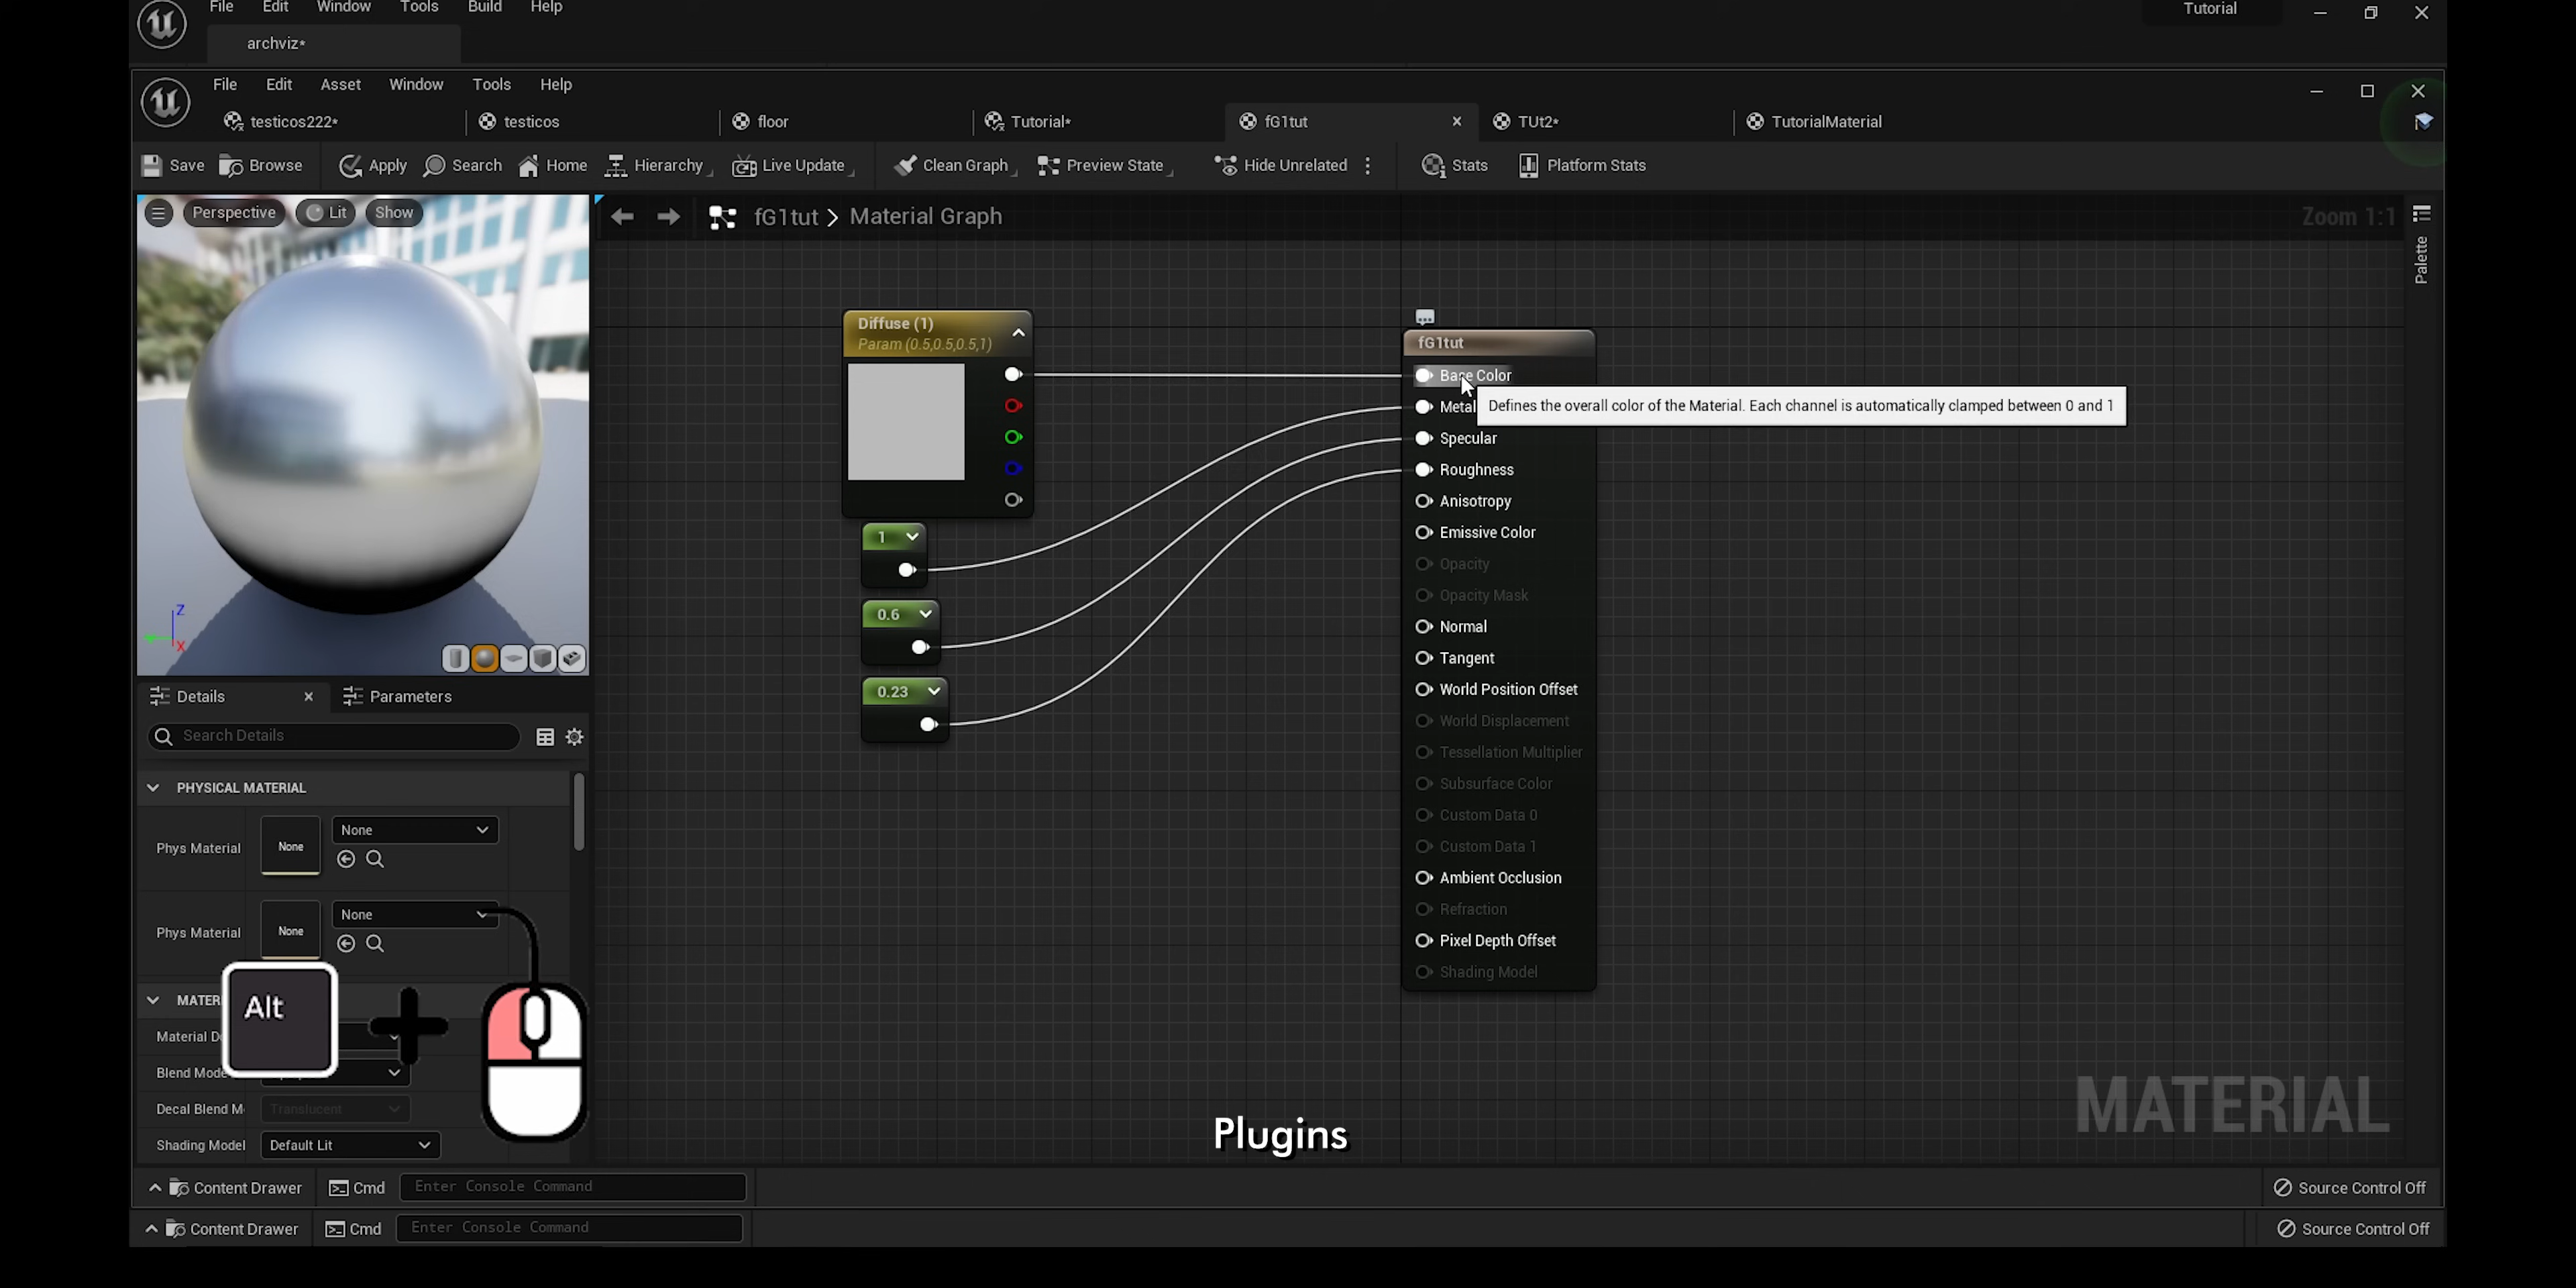 File Edit Window Tools Build Help
Tutorial
archviz*
File Edit Asset Window Tools Help
testicos222* testicos floor Tutorial* fG1tut TUt2* TutorialMaterial
Save Browse Apply Search Home Hierarchy Live Update Clean Graph Preview State Hide Unrelated Stats Platform Stats
Perspective Lit Show
fG1tut > Material Graph
Zoom 1:1
Palette
Diffuse (1)
Param (0.5,0.5,0.5,1)
1
0.6
0.23
fG1tut
Base Color
Defines the overall color of the Material. Each channel is automatically clamped between 0 and 1
Metal
Specular
Roughness
Anisotropy
Emissive Color
Opacity
Opacity Mask
Normal
Tangent
World Position Offset
World Displacement
Tessellation Multiplier
Subsurface Color
Custom Data 0
Custom Data 1
Ambient Occlusion
Refraction
Pixel Depth Offset
Shading Model
Z
X
Details Parameters
Search Details
PHYSICAL MATERIAL
Phys Material None None
Phys Material None None
MATER
Material D
Blend Mode
Decal Blend M Translucent
Shading Model Default Lit
Alt
Plugins
MATERIAL
Content Drawer Cmd Enter Console Command Source Control Off
Content Drawer Cmd Enter Console Command Source Control Off